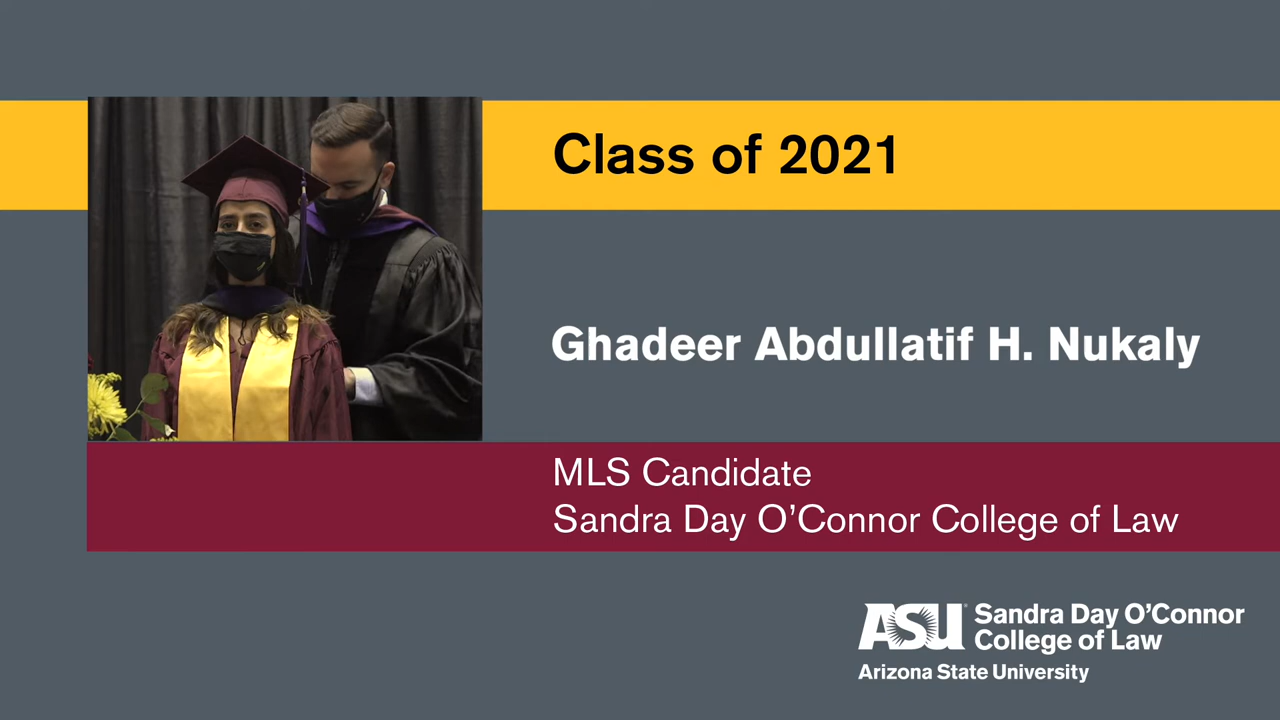 Class of 2021
Ghadeer Abdullatif H. Nukaly
MLS Candidate
Sandra Day O’Connor College of Law
ASU Sandra Day O’Connor
College of Law
Arizona State University